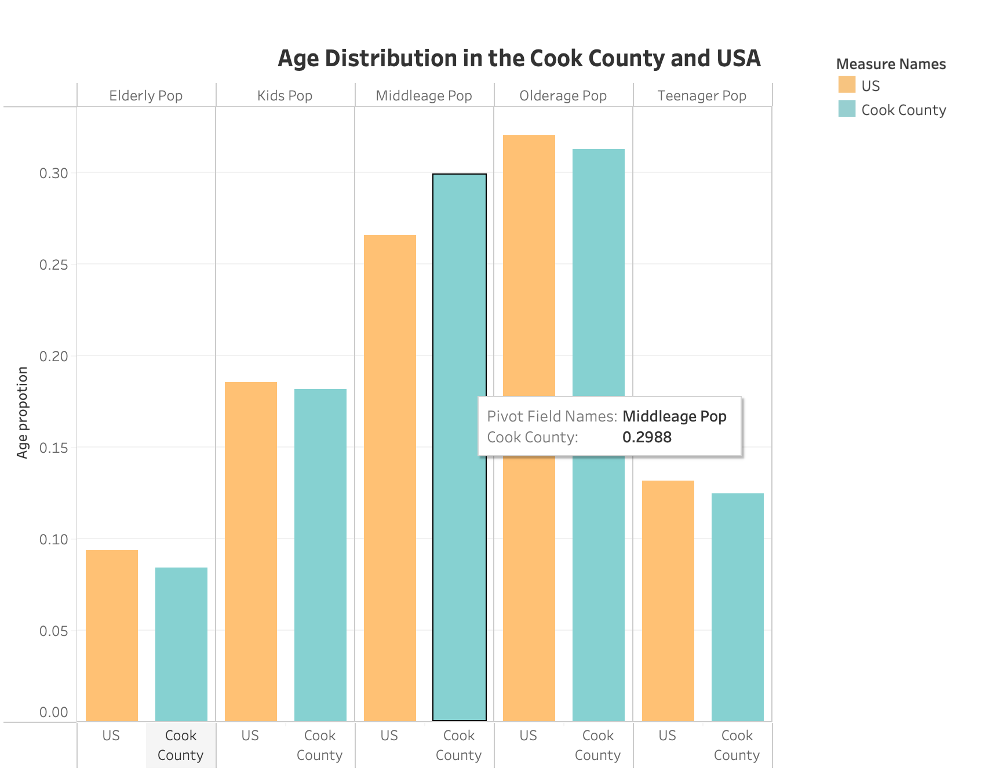 Age Distribution in the Cook County and USA
Measure Names
US
Cook County
Elderly Pop
Kids Pop
Middleage Pop
Olderage Pop
Teenager Pop
0.30
0.25
0.20
0.15
0.10
0.05
0.00
Age propotion
Pivot Field Names: Middleage Pop
Cook County: 0.2988
US
Cook
County
US
Cook
County
US
Cook
County
US
Cook
County
US
Cook
County